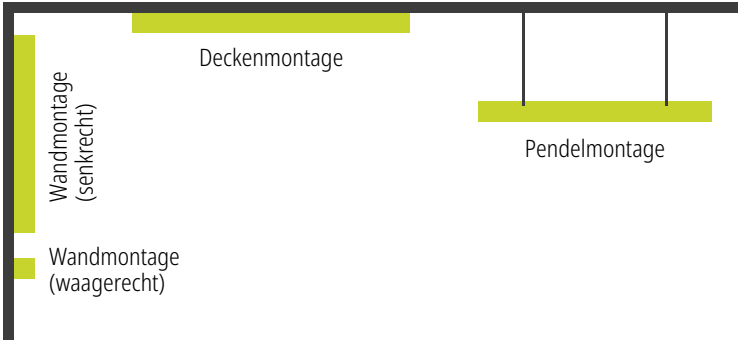 Deckenmontage
Wandmontage
(senkrecht)
Pendelmontage
Wandmontage
(waagerecht)